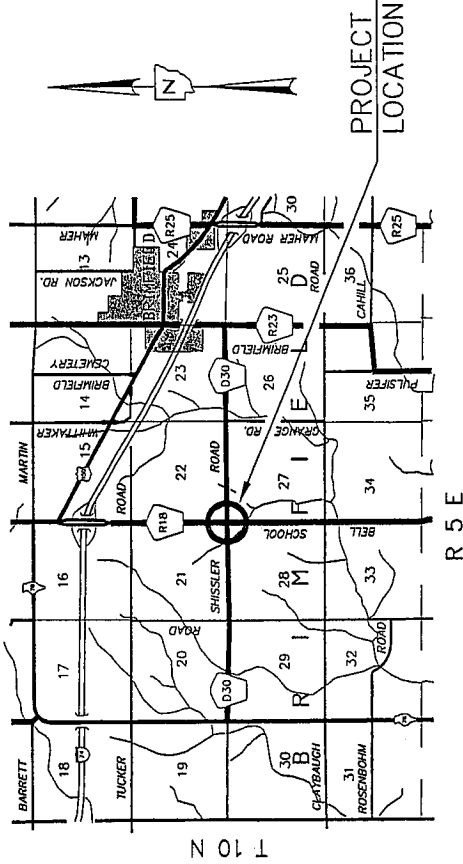 N
PROJECT
LOCATION
BARRETT
MARTIN
MAHER
18
17
16
15
14
13
WHITTAKER
BRIMFIELD
CEMETERY
JACKSON RD.
R25
TUCKER
ROAD
R18
BRIMFIELD
19
20
21
22
23
24
30
ROAD
SHISSLER
ROAD
D30
D30
R23
BRIMFIELD
MAHER ROAD
30
29
28
27
26
25
GRANGE RD.
SCHOOL
BRIMFIELD
CLAYBAUGH
ROAD
31
32
33
34
35
36
ROSENBOHM
ROAD
BELL
PULSIFER
CAHILL
R25
T 10 N
R 5 E